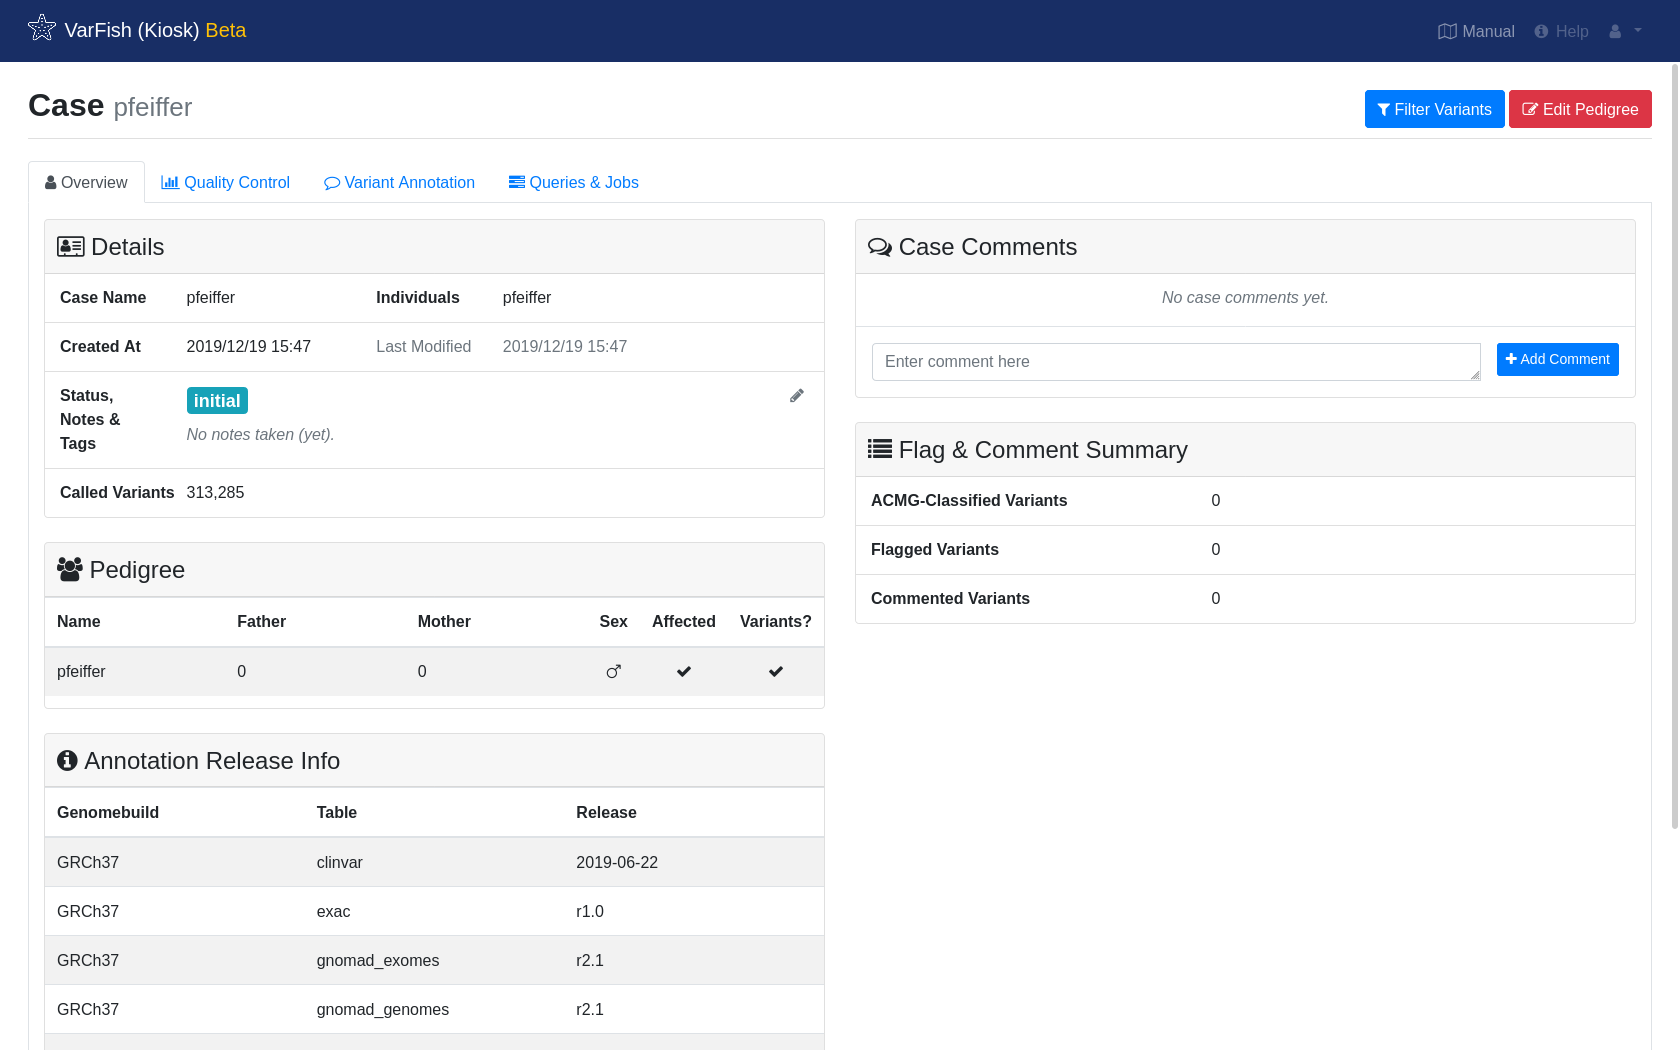 VarFish (Kiosk) Beta
Manual Help
Case pfeiffer
Filter Variants Edit Pedigree
Overview Quality Control Variant Annotation Queries & Jobs
Details
Case Name pfeiffer Individuals pfeiffer
Created At 2019/12/19 15:47 Last Modified 2019/12/19 15:47
Status,
Notes &
Tags
initial
No notes taken (yet).
Called Variants 313,285
Pedigree
Name Father Mother Sex Affected Variants?
pfeiffer 0 0
Annotation Release Info
Genomebuild Table Release
GRCh37 clinvar 2019-06-22
GRCh37 exac r1.0
GRCh37 gnomad_exomes r2.1
GRCh37 gnomad_genomes r2.1
Case Comments
No case comments yet.
Enter comment here
Add Comment
Flag & Comment Summary
ACMG-Classified Variants 0
Flagged Variants 0
Commented Variants 0